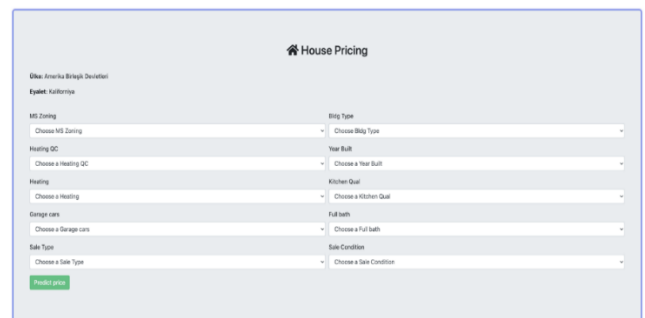 House Pricing
Ülke: Amerika Birleşik Devletleri
Eyalet: Kaliforniya
MS Zoning
Bldg Type
Choose MS Zoning
Choose Bldg Type
Heating QC
Year Built
Choose a Heating QC
Choose a Year Built
Heating
Kitchen Qual
Choose a Heating
Choose a Kitchen Qual
Garage cars
Full bath
Choose a Garage cars
Choose a Full bath
Sale Type
Sale Condition
Choose a Sale Type
Choose a Sale Condition
Predict price